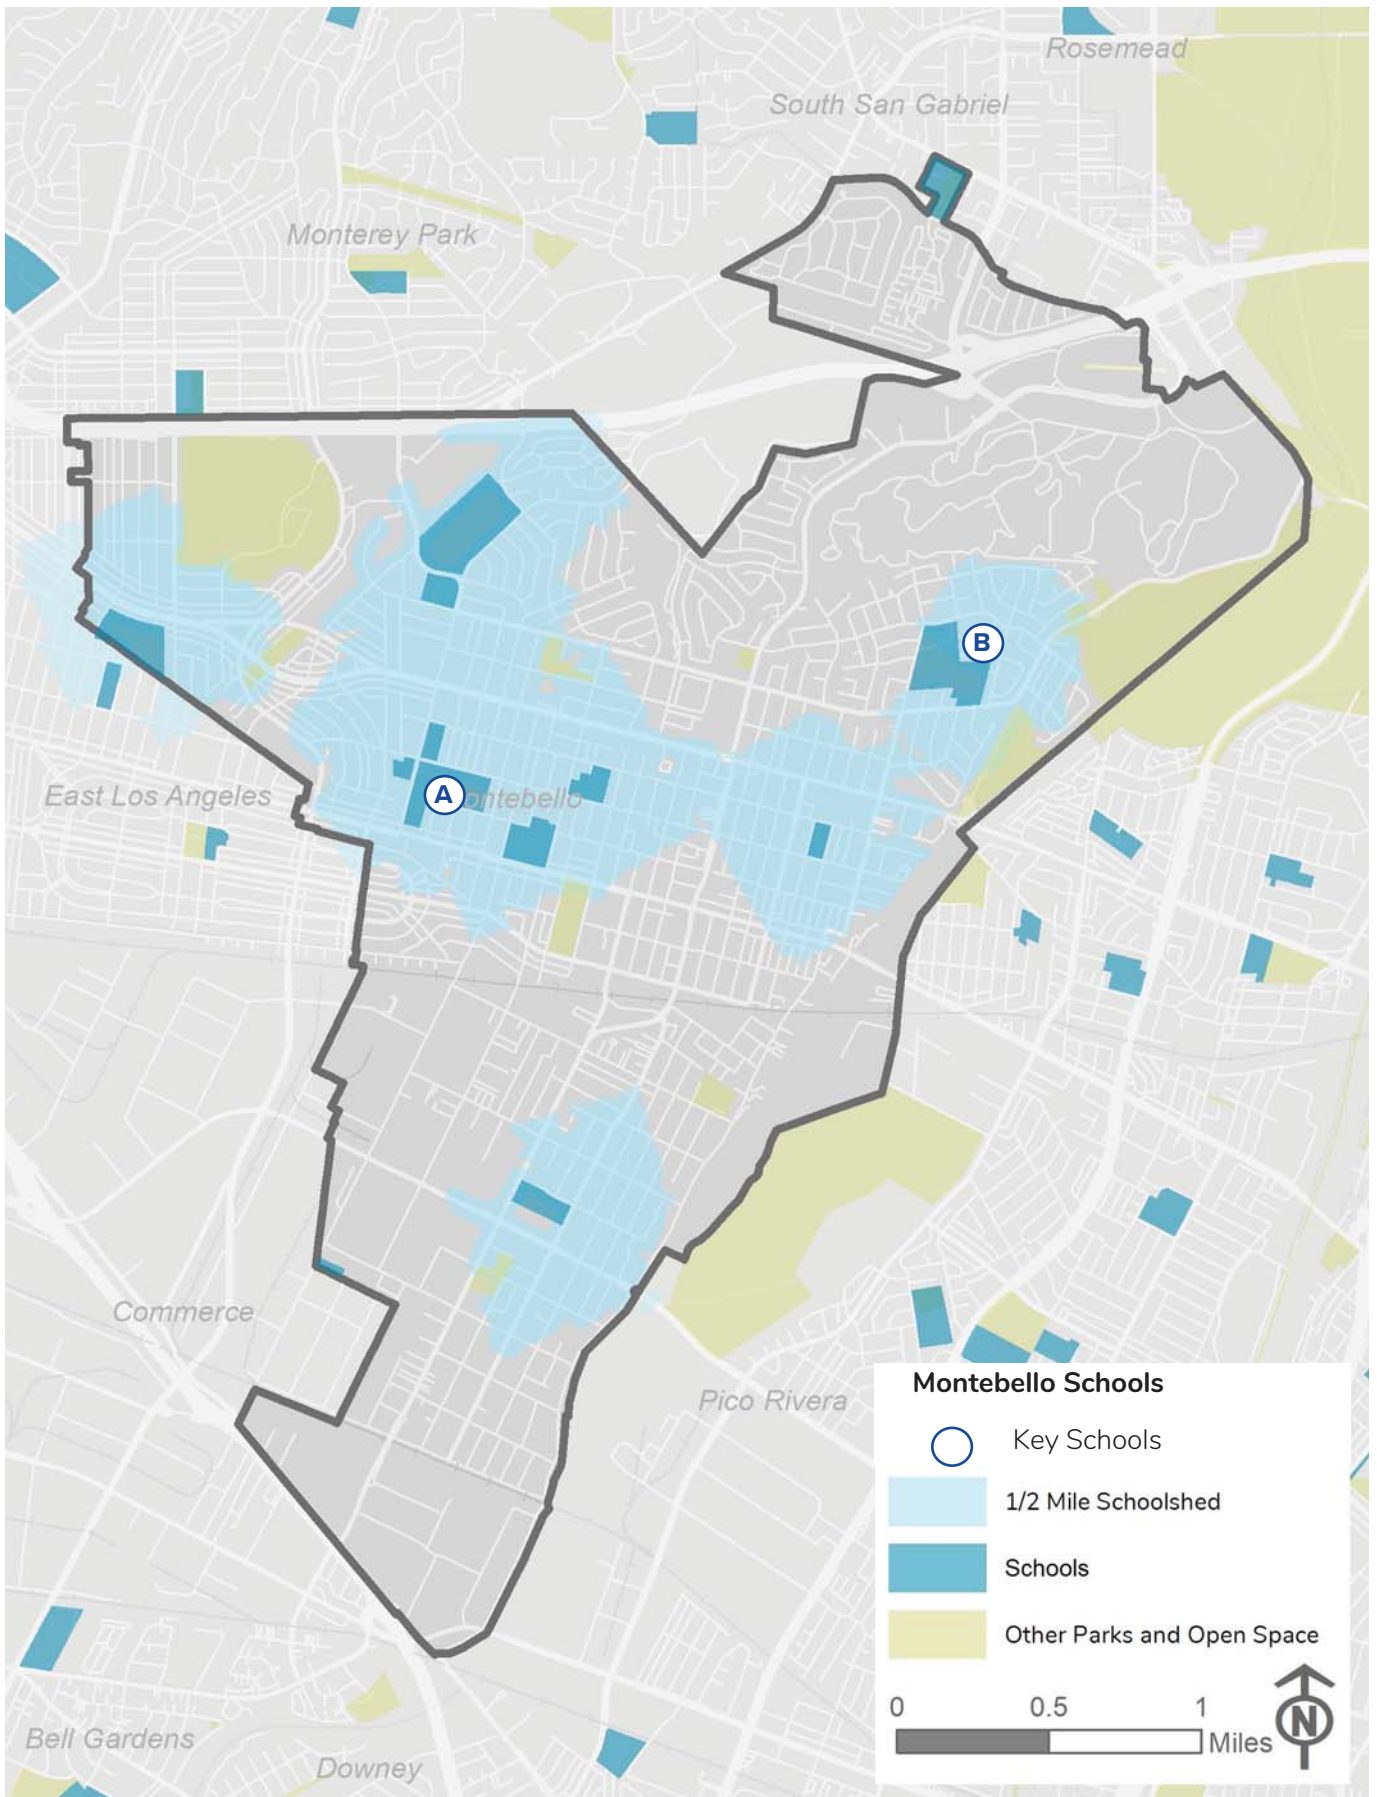 Rosemead
South San Gabriel
Monterey Park
B
East Los Angeles
A
ontebello
Commerce
Pico Rivera
Montebello Schools
Key Schools
1/2 Mile Schoolshed
Schools
Other Parks and Open Space
0 0.5 1
Miles
N
Bell Gardens
Downey